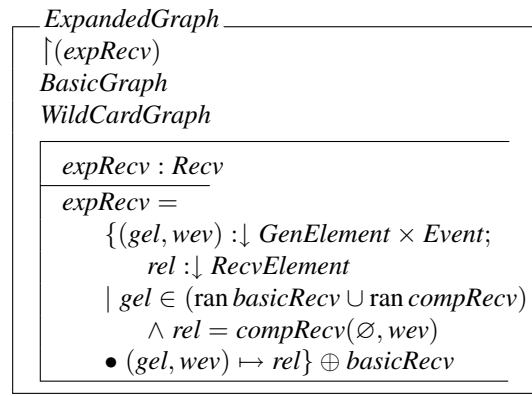 ExpandedGraph
↾(expRecv)
BasicGraph
WildCardGraph
expRecv : Recv
expRecv =
{(gel, wev) :↓ GenElement × Event;
rel :↓ RecvElement
| gel ∈ (ran basicRecv ∪ ran compRecv)
∧ rel = compRecv(∅, wev)
• (gel, wev) ↦ rel} ⊕ basicRecv